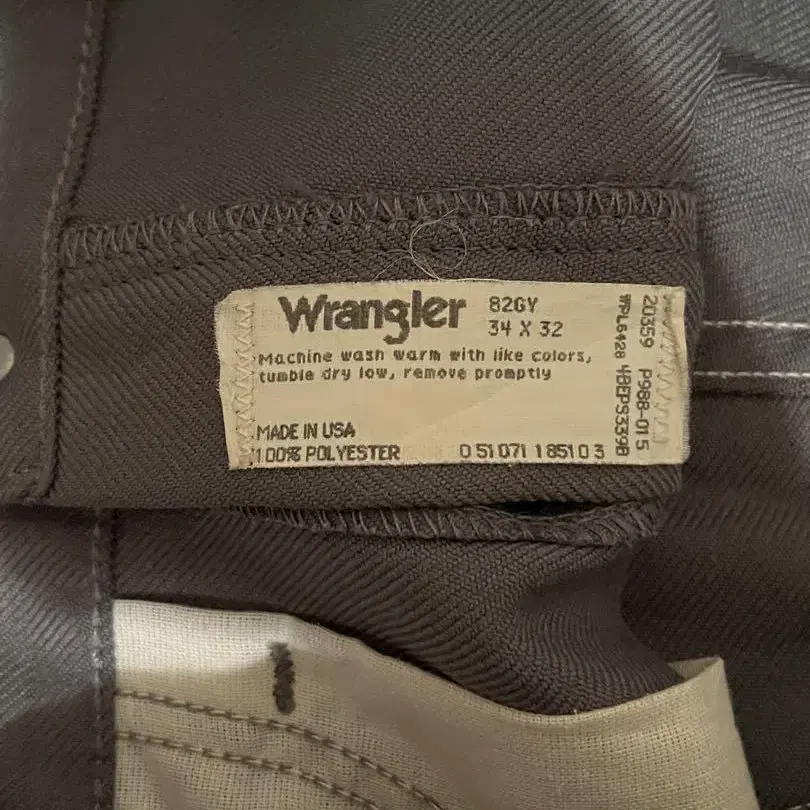 Wrangler
82GY
34 X 32
Machine wash warm with like colors,
tumble dry low, remove promptly
MADE IN USA
100% POLYESTER
0 51071 18510 3
20359 P988-015
WPL6428 4BEPS339B